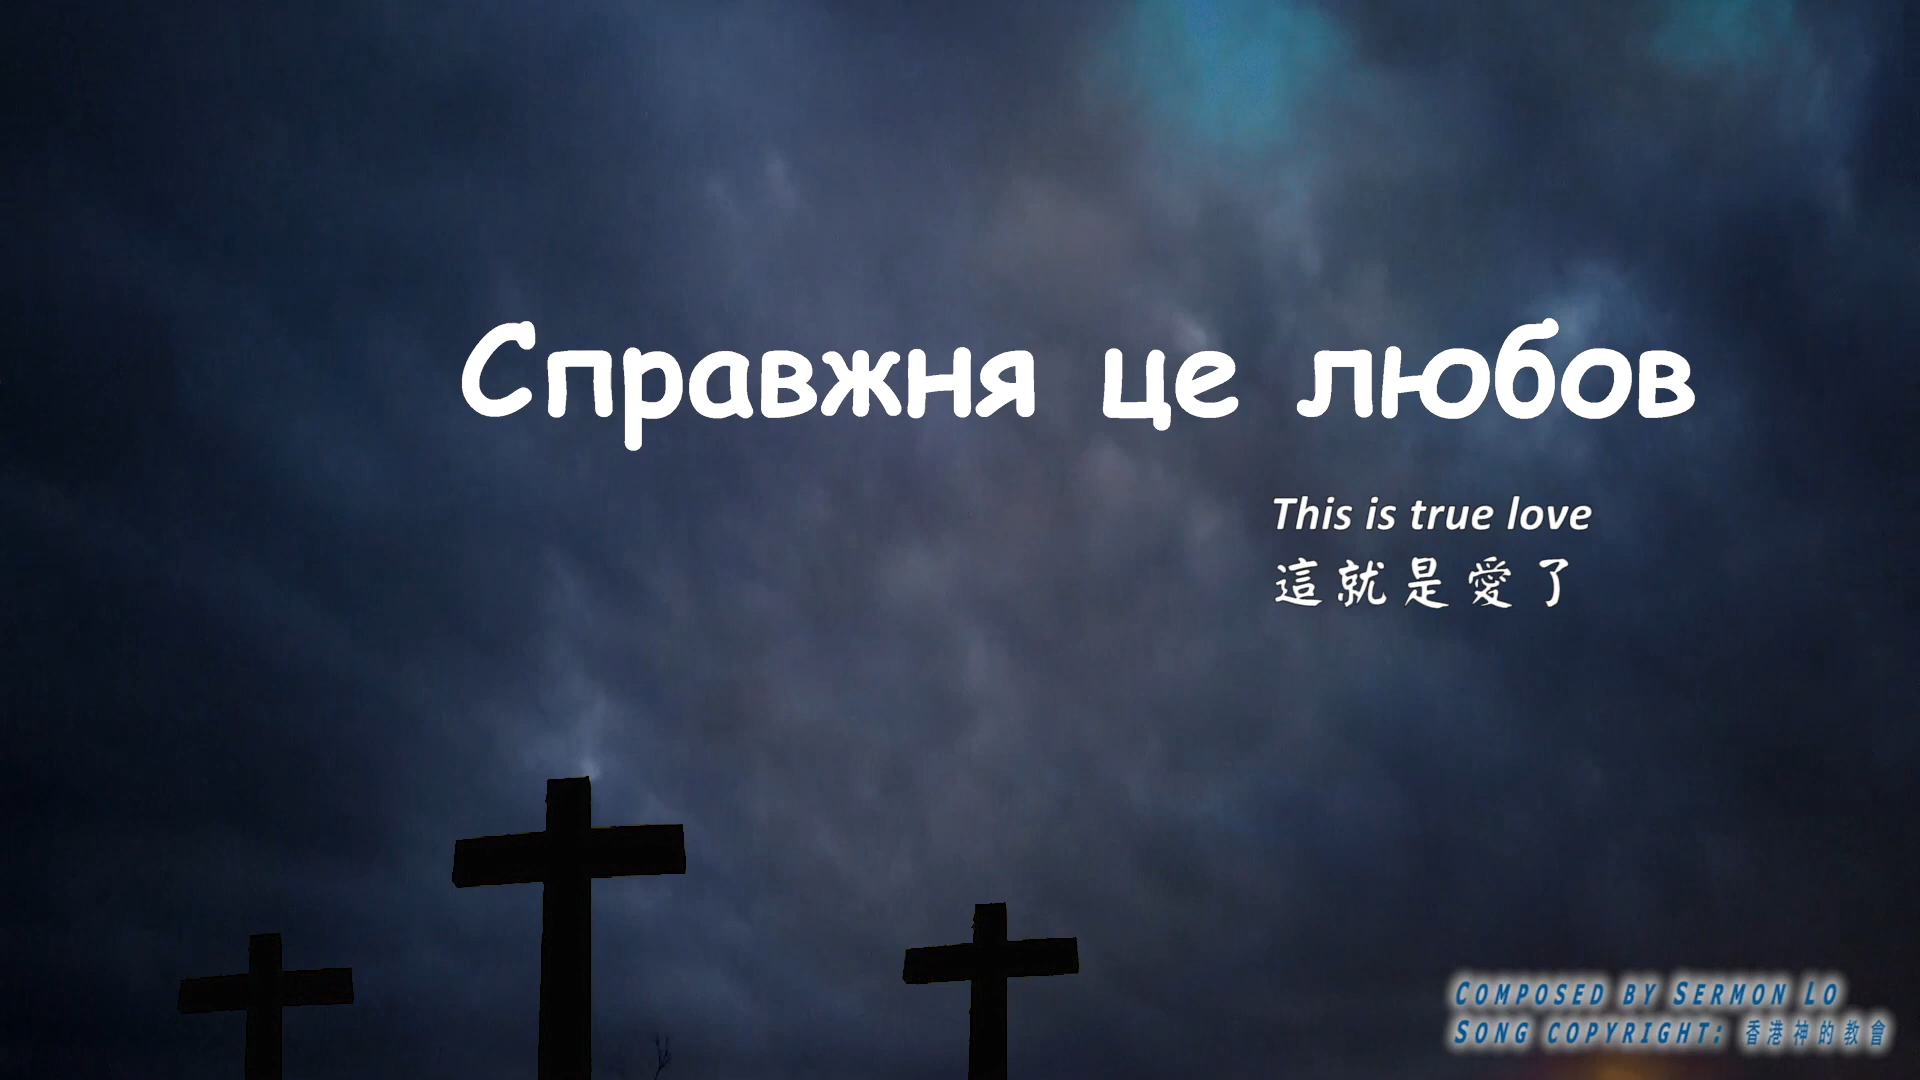 Справжня це любов
This is true love
這就是愛了
COMPOSED BY SERMON LO
SONG COPYRIGHT: 香港神的教會